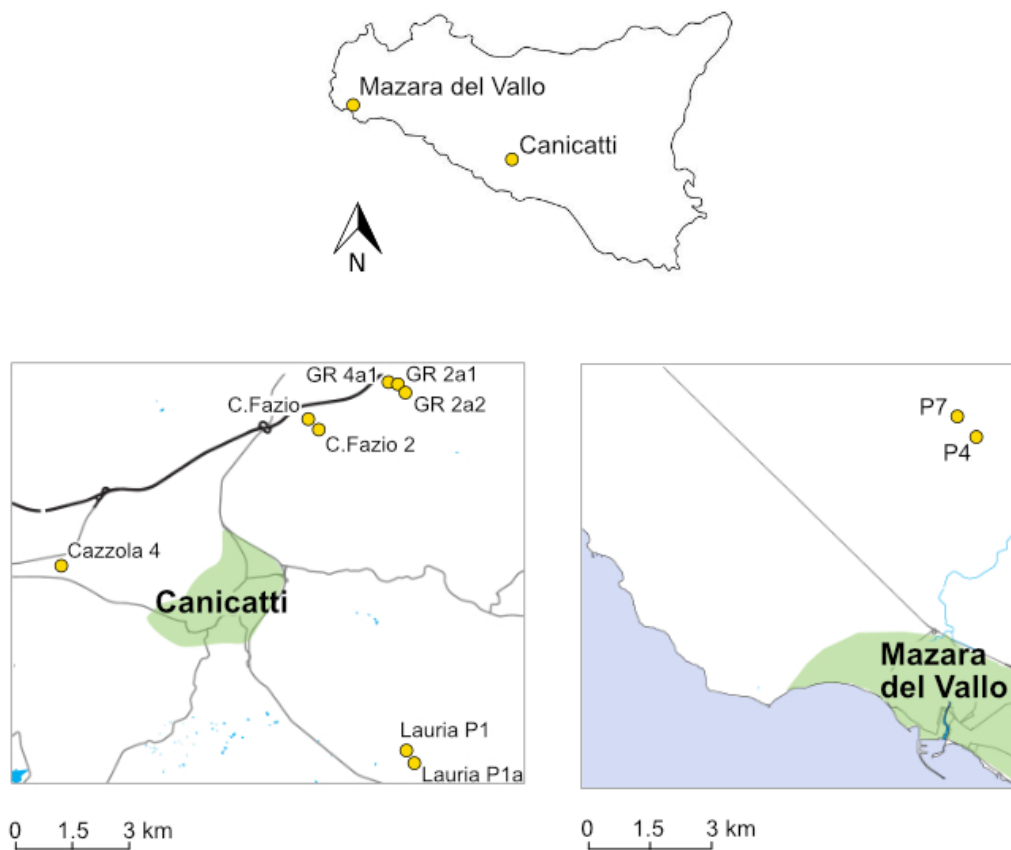 Mazara del Vallo
Canicatti
N
GR 4a1
GR 2a1
GR 2a2
C.Fazio
C.Fazio 2
Cazzola 4
Canicatti
Lauria P1
Lauria P1a
0 1.5 3 km
P7
P4
Mazara
del Vallo
0 1.5 3 km